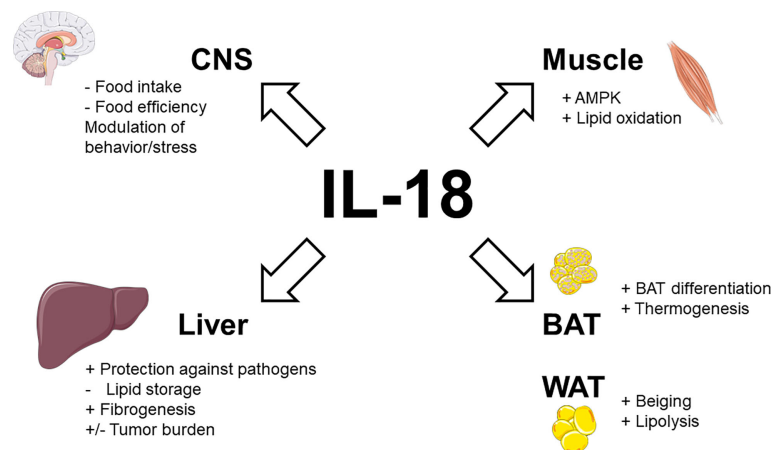 CNS
- Food intake
- Food efficiency
Modulation of
behavior/stress
Muscle
+ AMPK
+ Lipid oxidation
IL-18
Liver
+ Protection against pathogens
- Lipid storage
+ Fibrogenesis
+/- Tumor burden
BAT
+ BAT differentiation
+ Thermogenesis
WAT
+ Beiging
+ Lipolysis